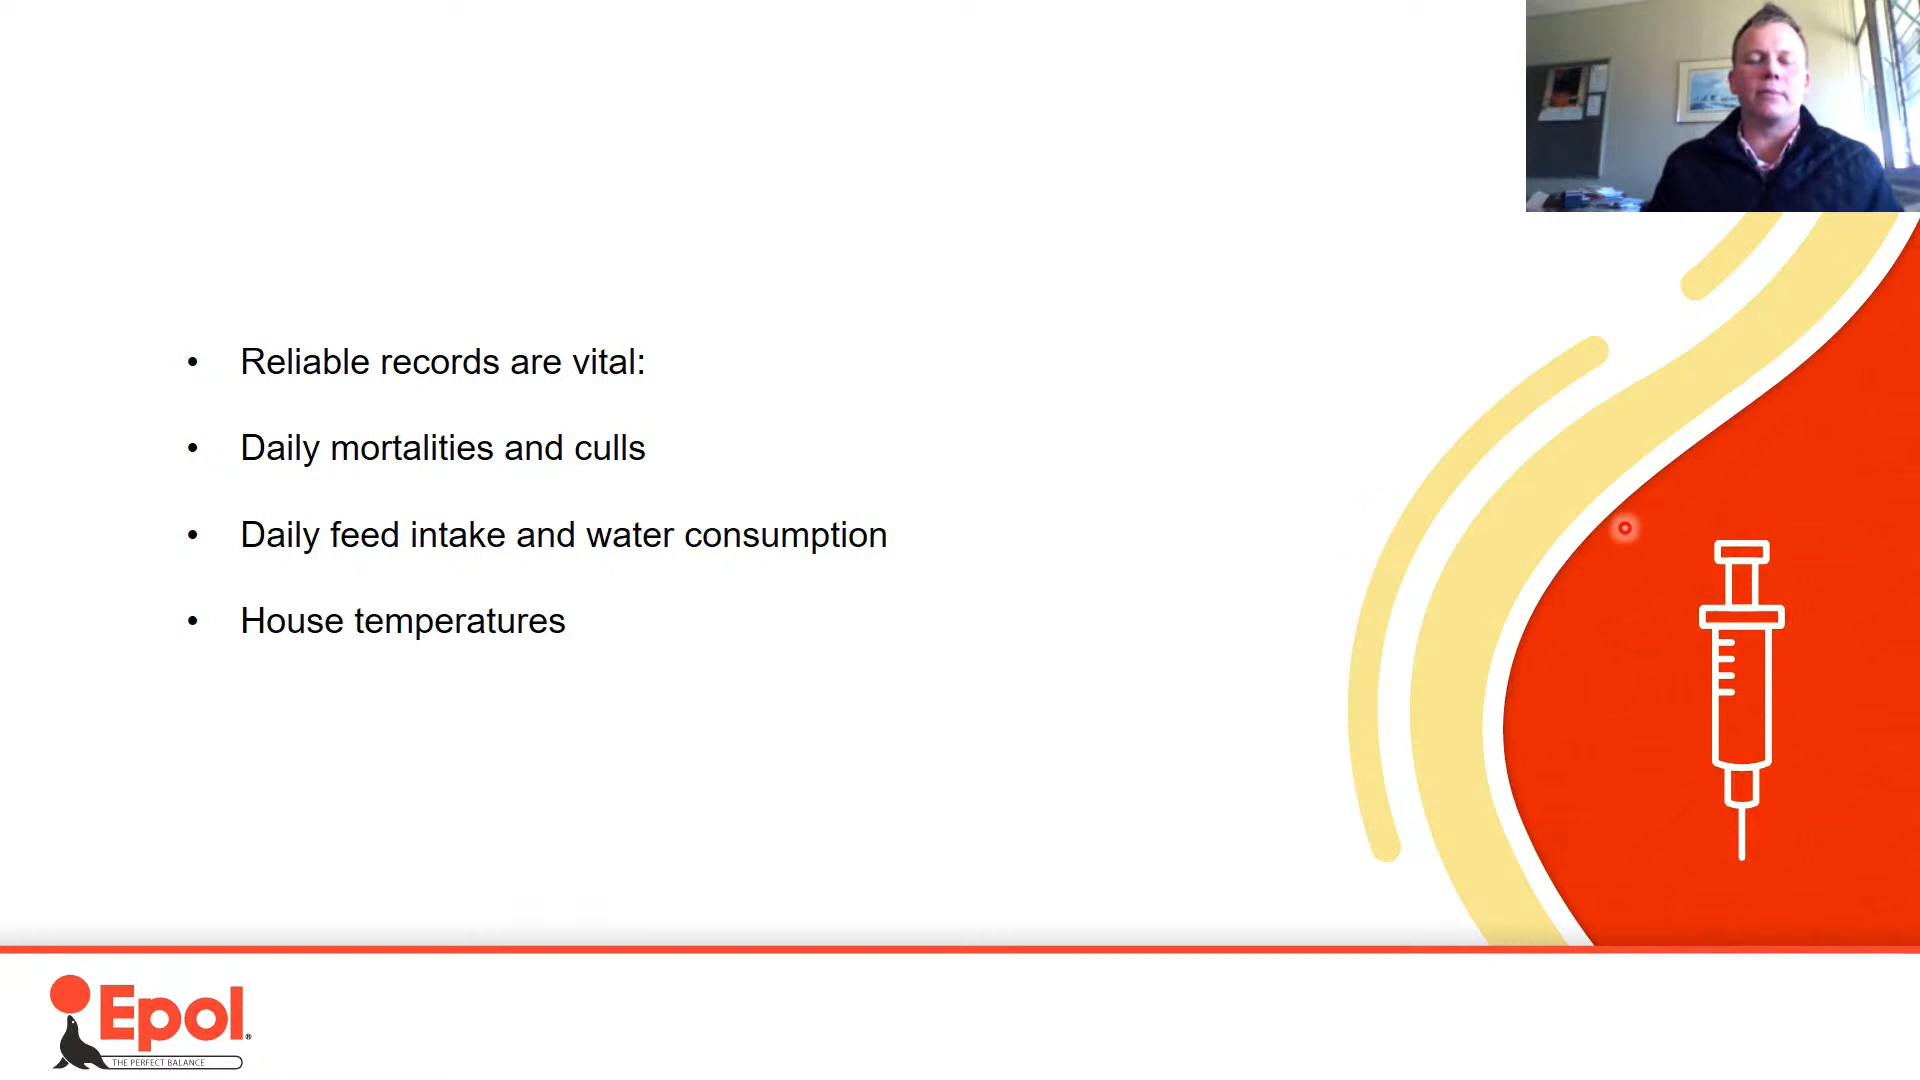 • Reliable records are vital:
• Daily mortalities and culls
• Daily feed intake and water consumption
• House temperatures
Epol®
THE PERFECT BALANCE